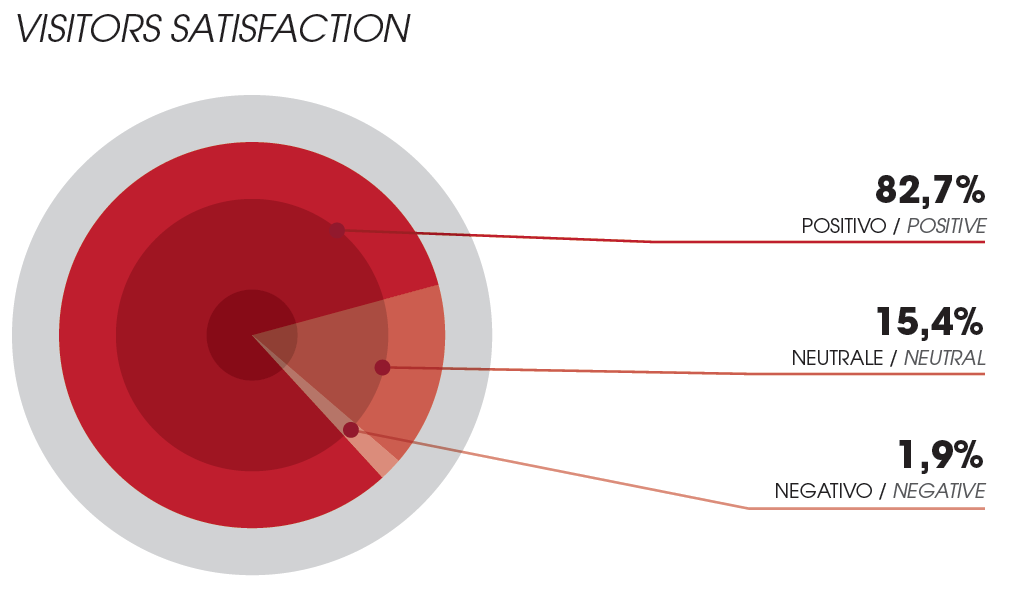 VISITORS SATISFACTION
82,7%
POSITIVO / POSITIVE
15,4%
NEUTRALE / NEUTRAL
1,9%
NEGATIVO / NEGATIVE